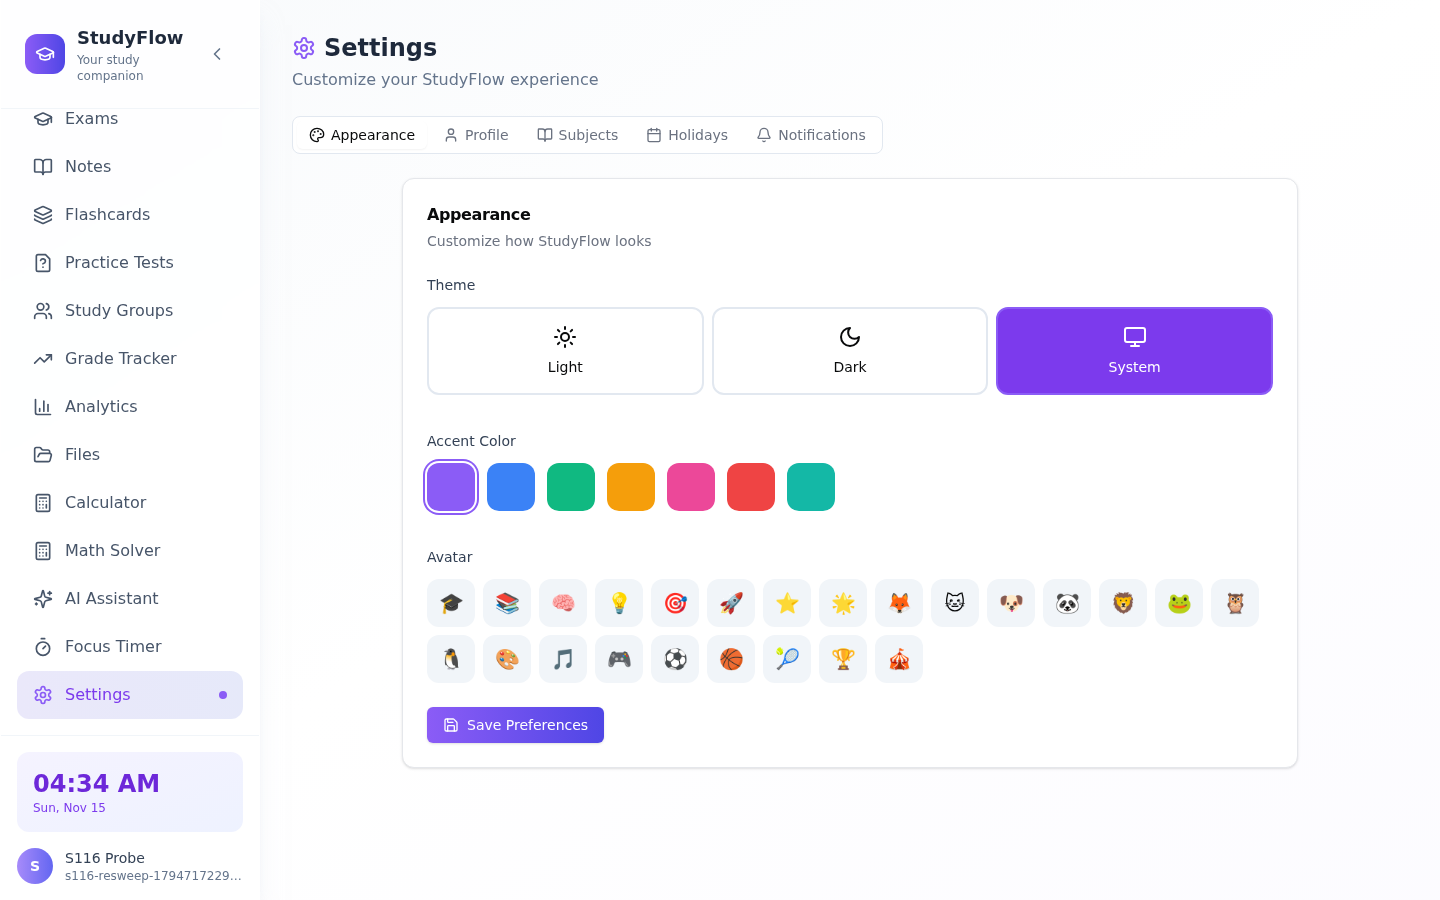 StudyFlow
Your study
companion
Exams
Notes
Flashcards
Practice Tests
Study Groups
Grade Tracker
Analytics
Files
Calculator
Math Solver
AI Assistant
Focus Timer
Settings
04:34 AM
Sun, Nov 15
S
S116 Probe
s116-resweep-1794717229...
Settings
Customize your StudyFlow experience
Appearance
Profile
Subjects
Holidays
Notifications
Appearance
Customize how StudyFlow looks
Theme
Light
Dark
System
Accent Color
Avatar
Save Preferences